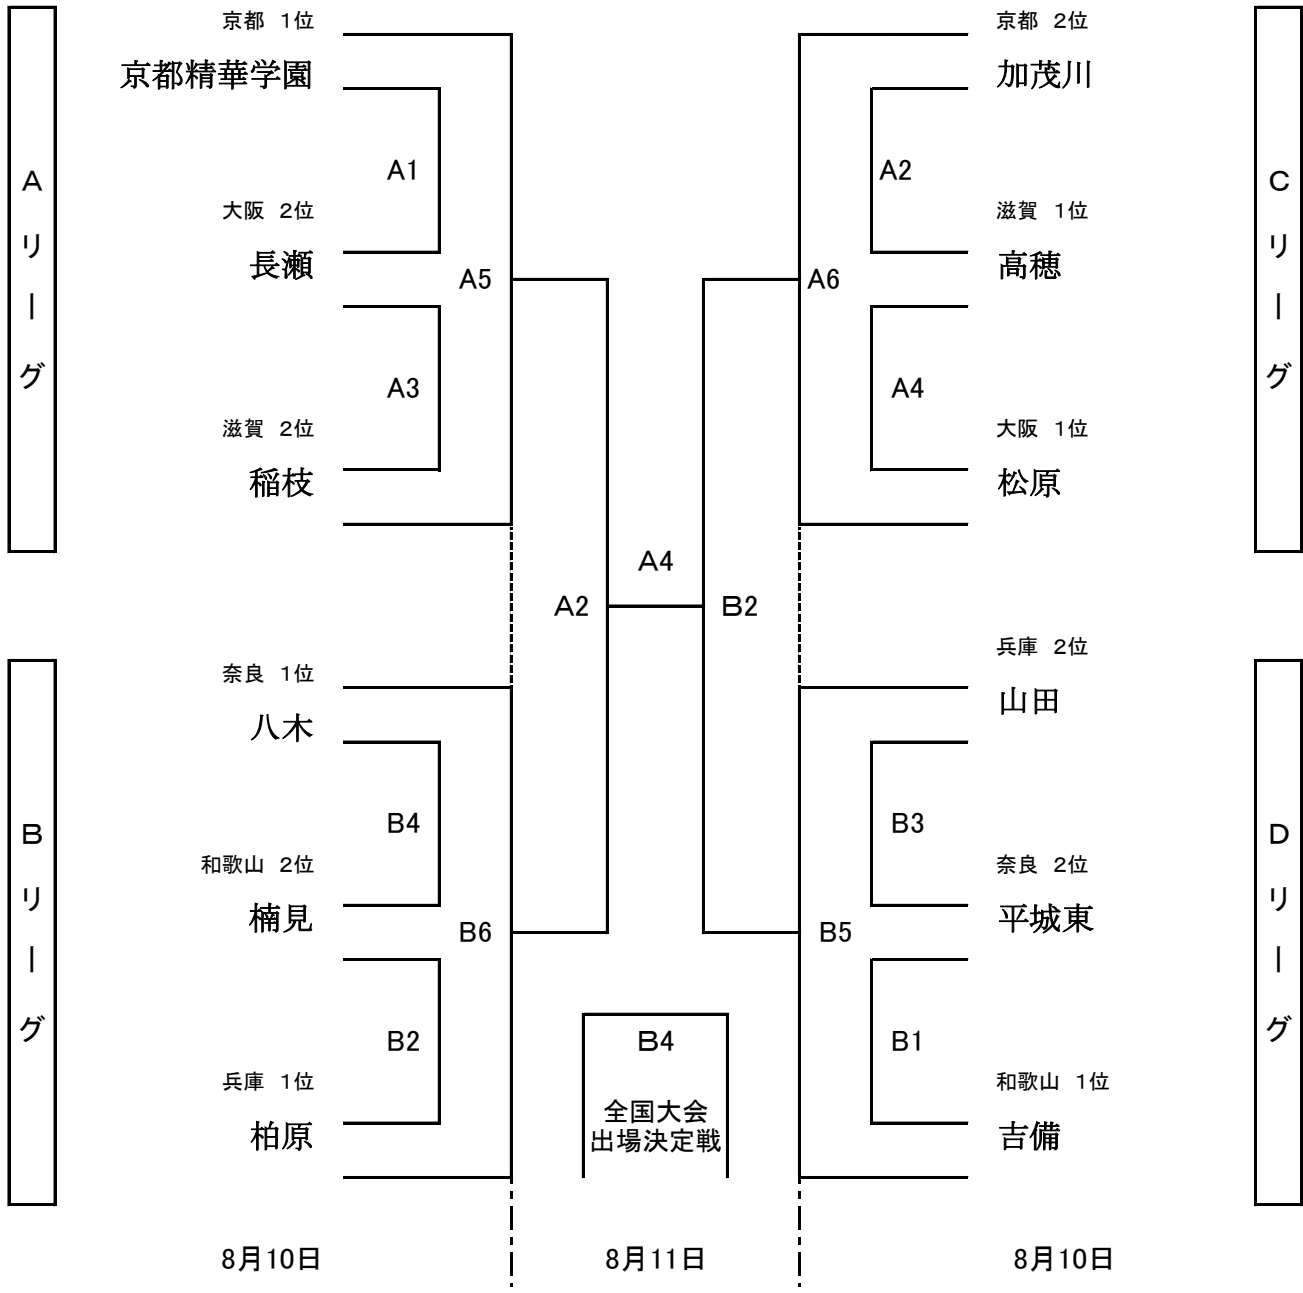 Aリーグ
京都 1位
京都精華学園
A1
大阪 2位
長瀬
A5
A3
滋賀 2位
稲枝
Bリーグ
奈良 1位
八木
B4
和歌山 2位
楠見
B6
B2
兵庫 1位
柏原
8月10日
A2
A4
B2
B4
全国大会
出場決定戦
8月11日
京都 2位
加茂川
A2
滋賀 1位
高穂
A6
A4
大阪 1位
松原
Cリーグ
兵庫 2位
山田
B3
奈良 2位
平城東
B5
B1
和歌山 1位
吉備
Dリーグ
8月10日